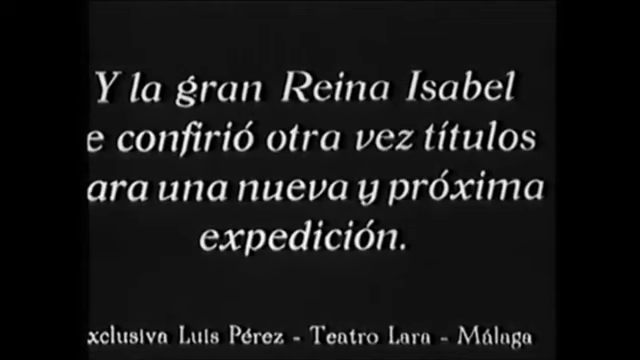 Y la gran Reina Isabel
e confirió otra vez títulos
ara una nueva y próxima
expedición.
xclusiva Luis Pérez - Teatro Lara - Málaga